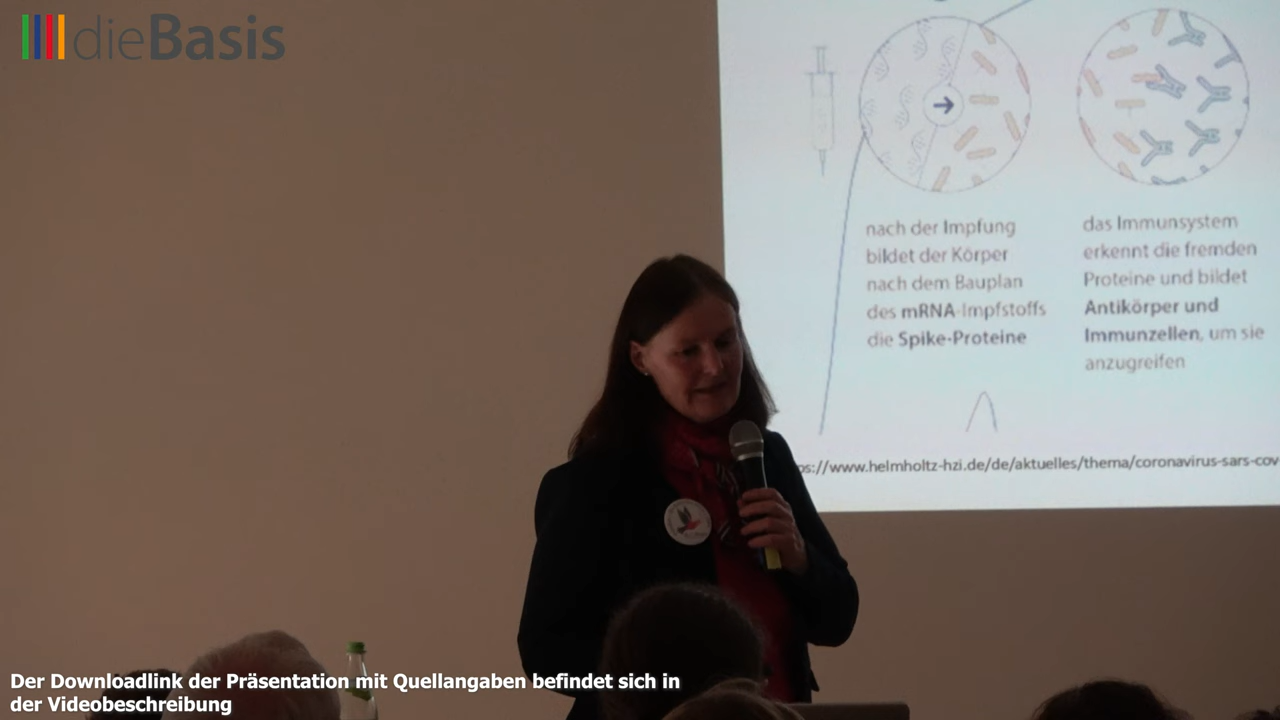 dieBasis
nach der Impfung
bildet der Körper
nach dem Bauplan
des mRNA-Impfstoffs
die Spike-Proteine
das Immunsystem
erkennt die fremden
Proteine und bildet
Antikörper und
Immunzellen, um sie
anzugreifen
ps://www.helmholtz-hzi.de/de/aktuelles/thema/coronavirus-sars-cov
Der Downloadlink der Präsentation mit Quellangaben befindet sich in
der Videobeschreibung